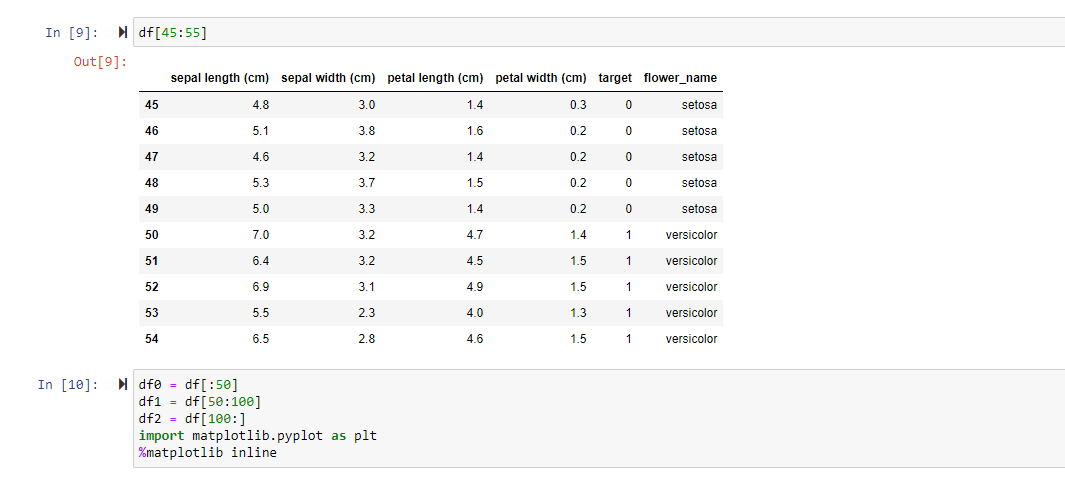 In [9]: df[45:55]
Out[9]:
sepal length (cm) sepal width (cm) petal length (cm) petal width (cm) target flower_name
45 4.8 3.0 1.4 0.3 0 setosa
46 5.1 3.8 1.6 0.2 0 setosa
47 4.6 3.2 1.4 0.2 0 setosa
48 5.3 3.7 1.5 0.2 0 setosa
49 5.0 3.3 1.4 0.2 0 setosa
50 7.0 3.2 4.7 1.4 1 versicolor
51 6.4 3.2 4.5 1.5 1 versicolor
52 6.9 3.1 4.9 1.5 1 versicolor
53 5.5 2.3 4.0 1.3 1 versicolor
54 6.5 2.8 4.6 1.5 1 versicolor
In [10]: df0 = df[:50]
df1 = df[50:100]
df2 = df[100:]
import matplotlib.pyplot as plt
%matplotlib inline